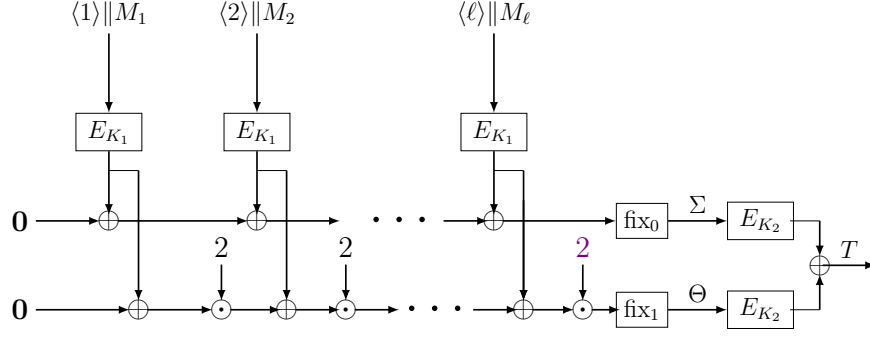 ⟨1⟩∥M₁ ⟨2⟩∥M₂ ⟨ℓ⟩∥M_ℓ
E_{K₁} E_{K₁} E_{K₁}
0 · · · fix₀ Σ E_{K₂}
2 2 2 T
0 · · · fix₁ Θ E_{K₂}